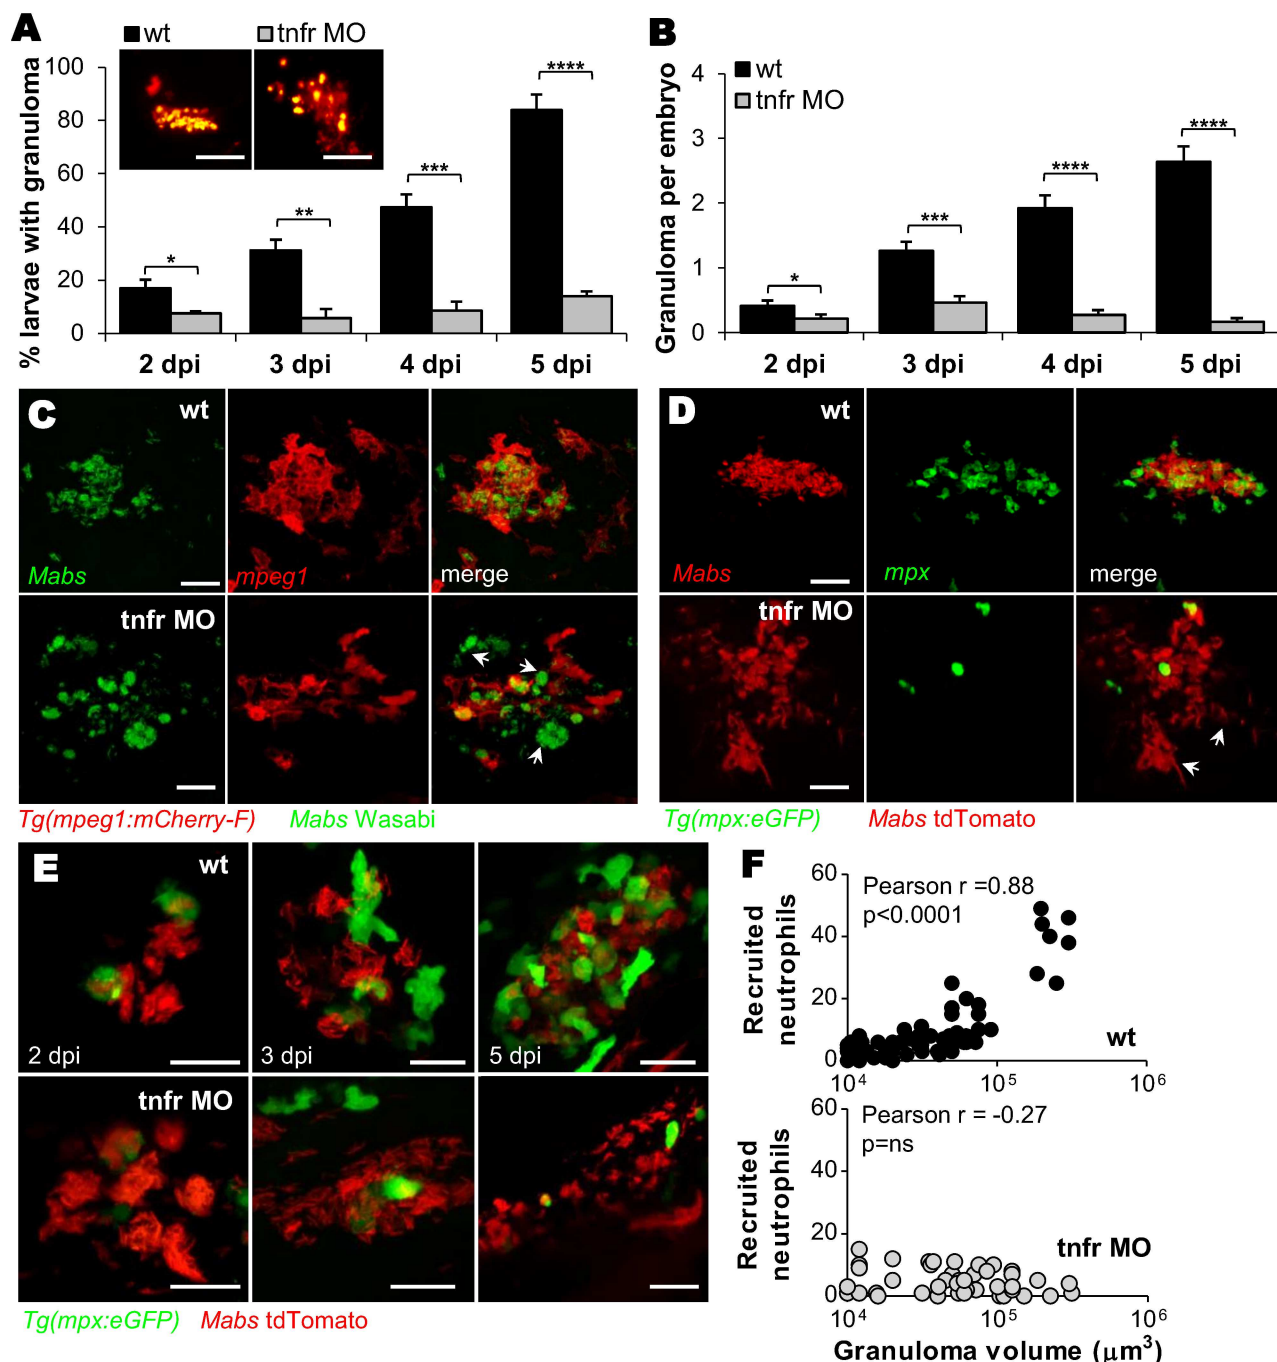 A
wt
tnfr MO
% larvae with granuloma
100
80
60
40
20
0
*
**
***
****
2 dpi
3 dpi
4 dpi
5 dpi
B
wt
tnfr MO
Granuloma per embryo
4
3
2
1
0
*
***
****
****
2 dpi
3 dpi
4 dpi
5 dpi
C
wt
Mabs
mpeg1
merge
tnfr MO
Tg(mpeg1:mCherry-F) Mabs Wasabi
D
wt
Mabs
mpx
merge
tnfr MO
Tg(mpx:eGFP) Mabs tdTomato
E
wt
2 dpi
3 dpi
5 dpi
tnfr MO
Tg(mpx:eGFP) Mabs tdTomato
F
Recruited
neutrophils
60
40
20
0
Pearson r =0.88
p<0.0001
wt
10⁴
10⁵
10⁶
Recruited
neutrophils
60
40
20
0
Pearson r = -0.27
p=ns
tnfr MO
10⁴
10⁵
10⁶
Granuloma volume (µm³)